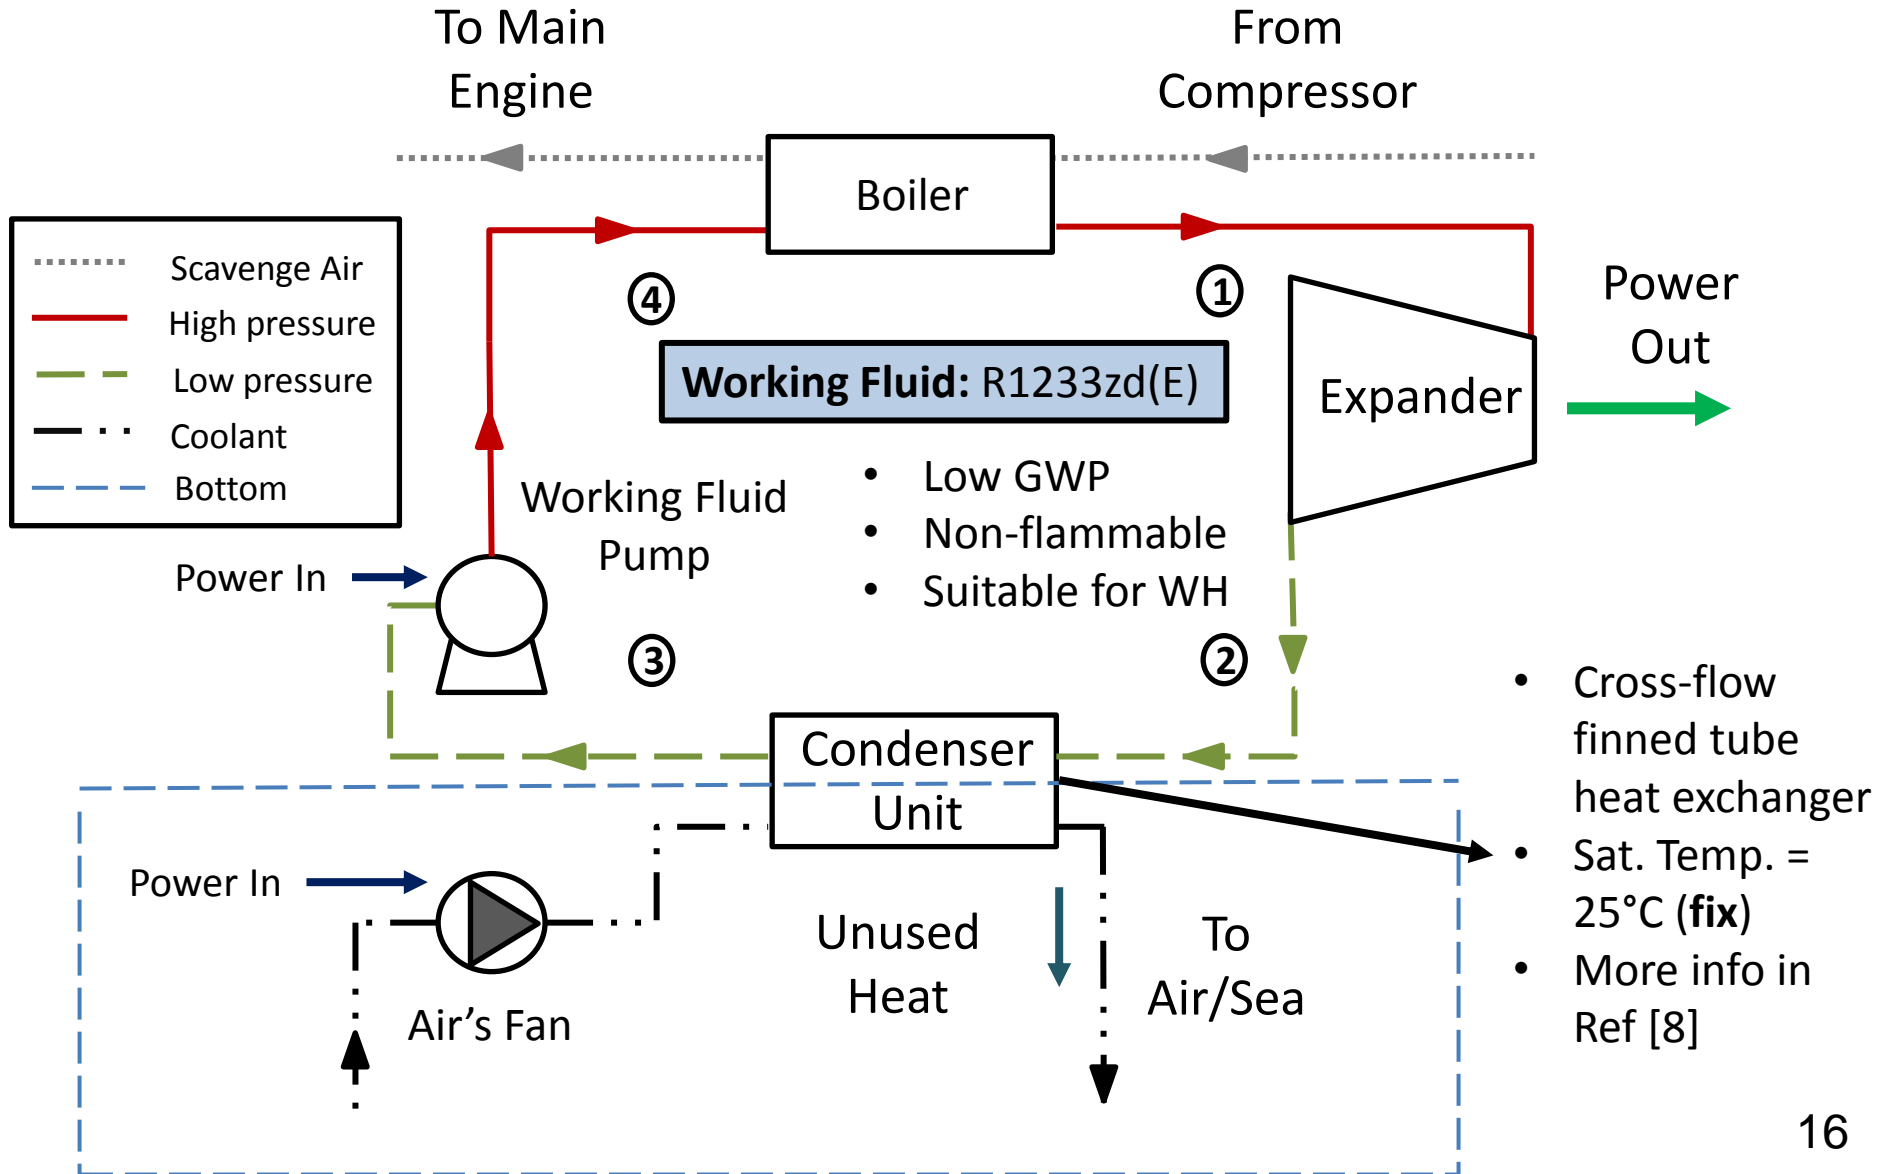 To Main
Engine
From
Compressor
Boiler
Scavenge Air
High pressure
Low pressure
Coolant
Bottom
4
1
Power
Out
Working Fluid: R1233zd(E)
Expander
• Low GWP
• Non-flammable
• Suitable for WH
Working Fluid
Pump
Power In
3
2
• Cross-flow
finned tube
heat exchanger
• Sat. Temp. =
25°C (fix)
• More info in
Ref [8]
Condenser
Unit
Power In
Air’s Fan
Unused
Heat
To
Air/Sea
16